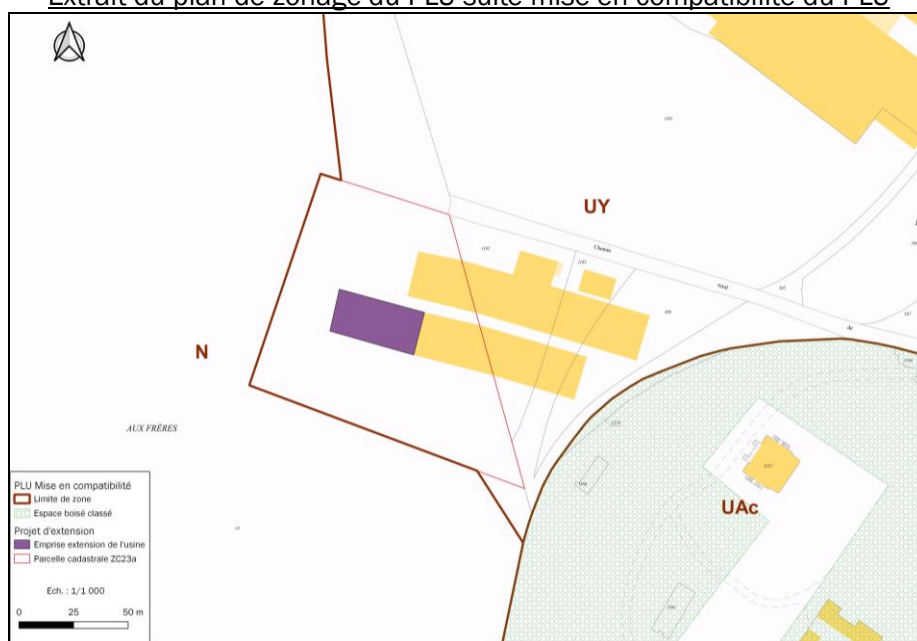 Extrait du plan de zonage du PLU suite mise en compatibilité du PLU
UY
Chemin
rural
de
N
AUX FRÈRES
UAc
PLU Mise en compatibilité
Limite de zone
Espace boisé classé
Projet d'extension
Emprise extension de l'usine
Parcelle cadastrale ZC23a
Ech. : 1/1 000
0 25 50 m